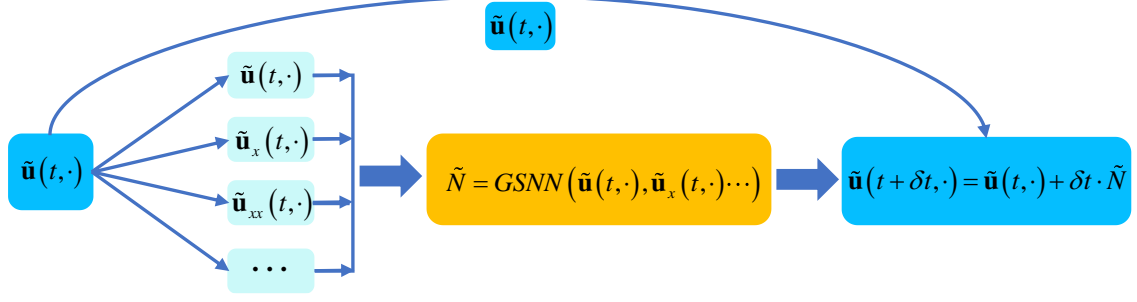 ũ(t,·)
ũ(t,·)
ũ(t,·)
ũₓ(t,·)
ũₓₓ(t,·)
···
Ñ = GSNN(ũ(t,·),ũₓ(t,·)···)
ũ(t+δt,·) = ũ(t,·)+δt·Ñ